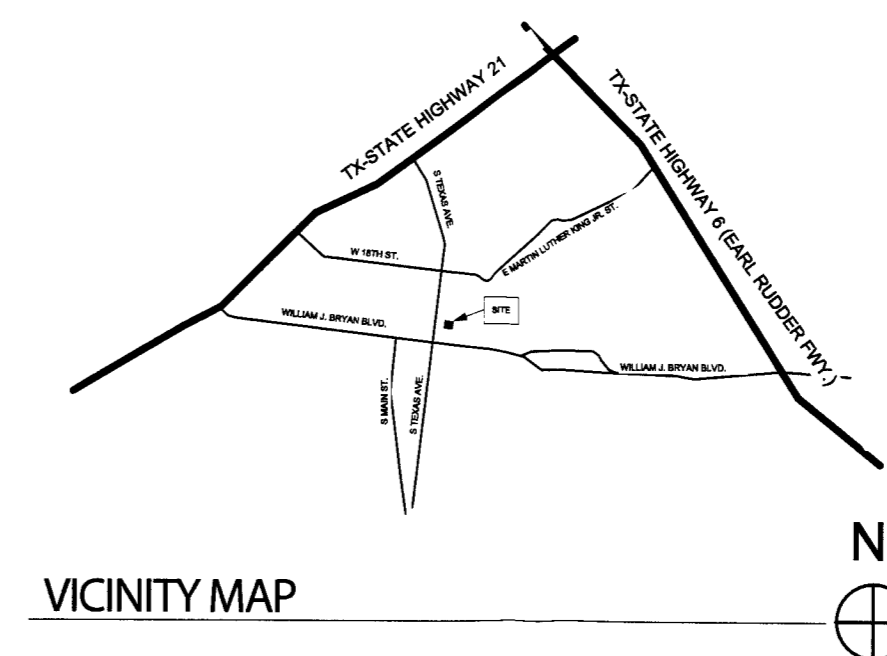 TX-STATE HIGHWAY 21
TX-STATE HIGHWAY 6 (EARL RUDDER FWY.)
S TEXAS AVE.
W 18TH ST.
E MARTIN LUTHER KING JR. ST.
SITE
WILLIAM J. BRYAN BLVD.
WILLIAM J. BRYAN BLVD.
S MAIN ST.
S TEXAS AVE.
N
VICINITY MAP